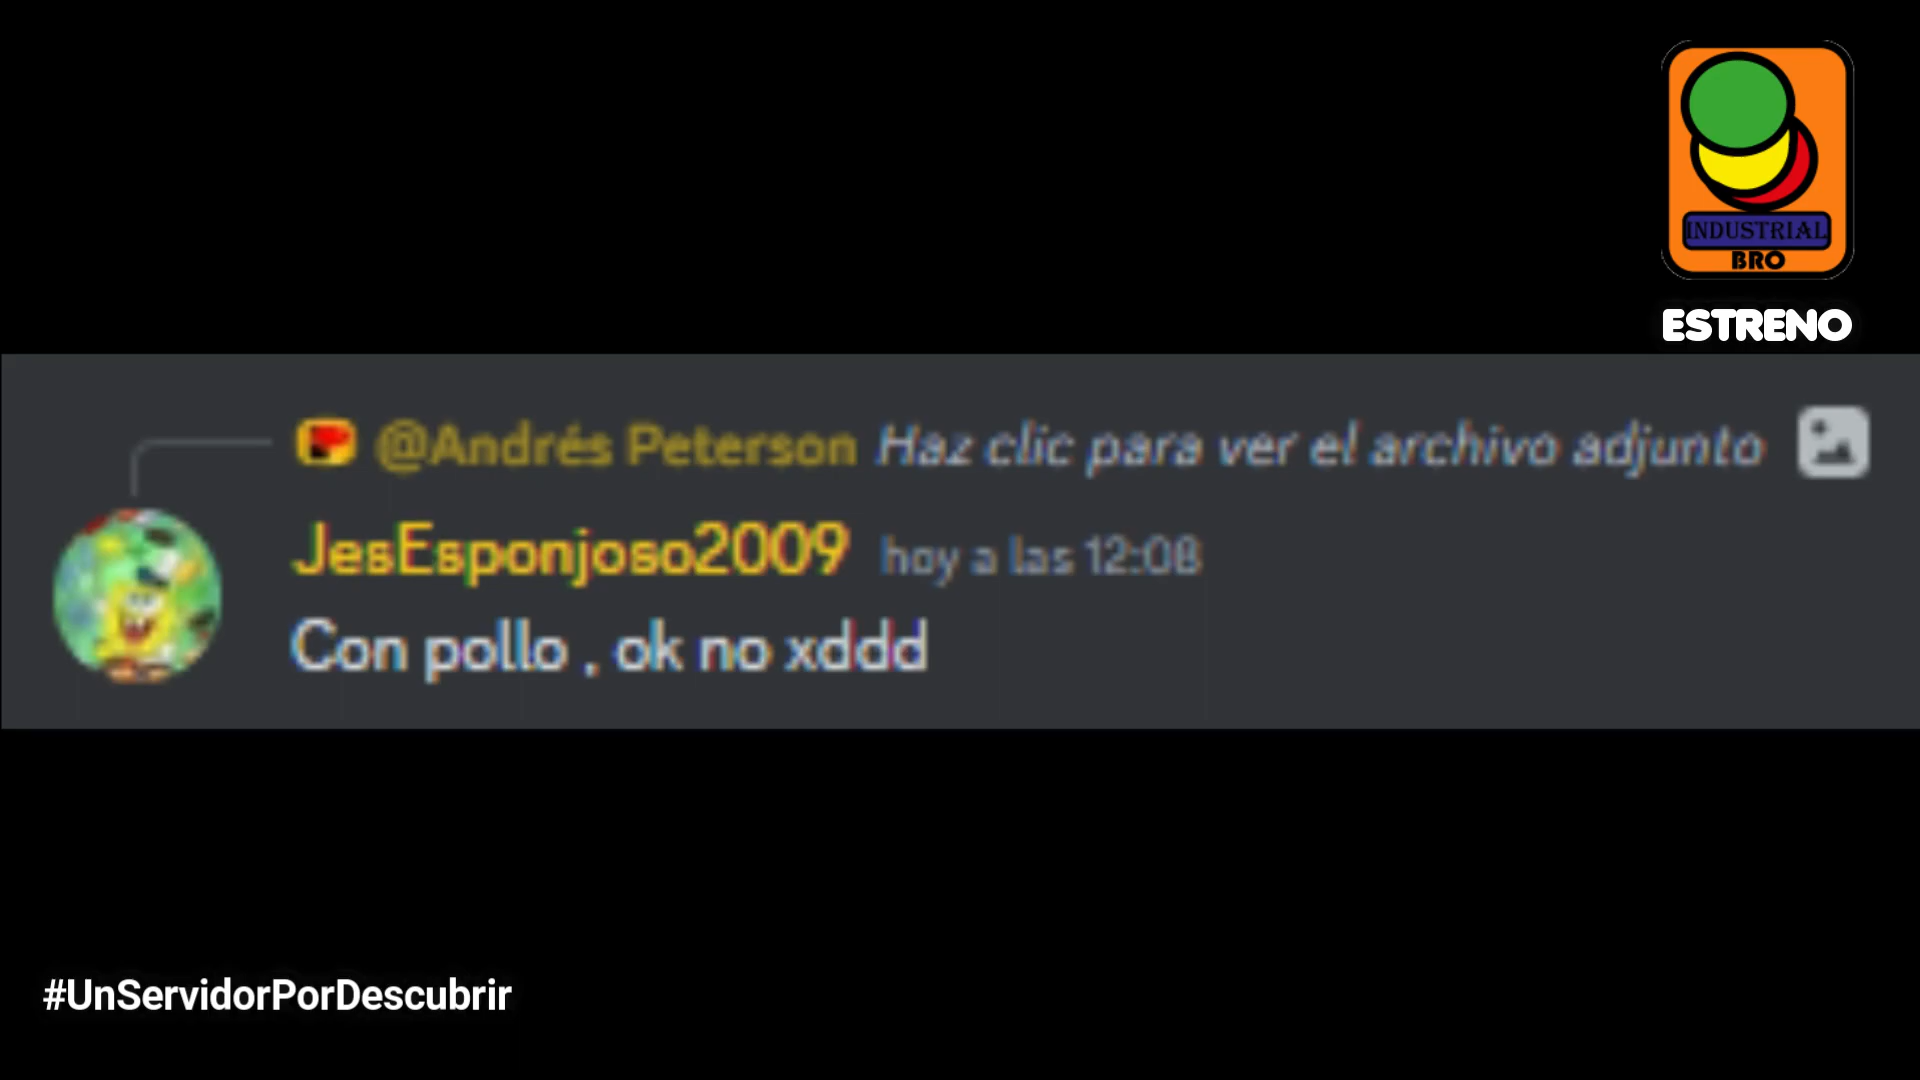 INDUSTRIAL
BRO
ESTRENO
@Andrés Peterson Haz clic para ver el archivo adjunto
JesEsponjoso2009 hoy a las 12:08
Con pollo , ok no xddd
#UnServidorPorDescubrir